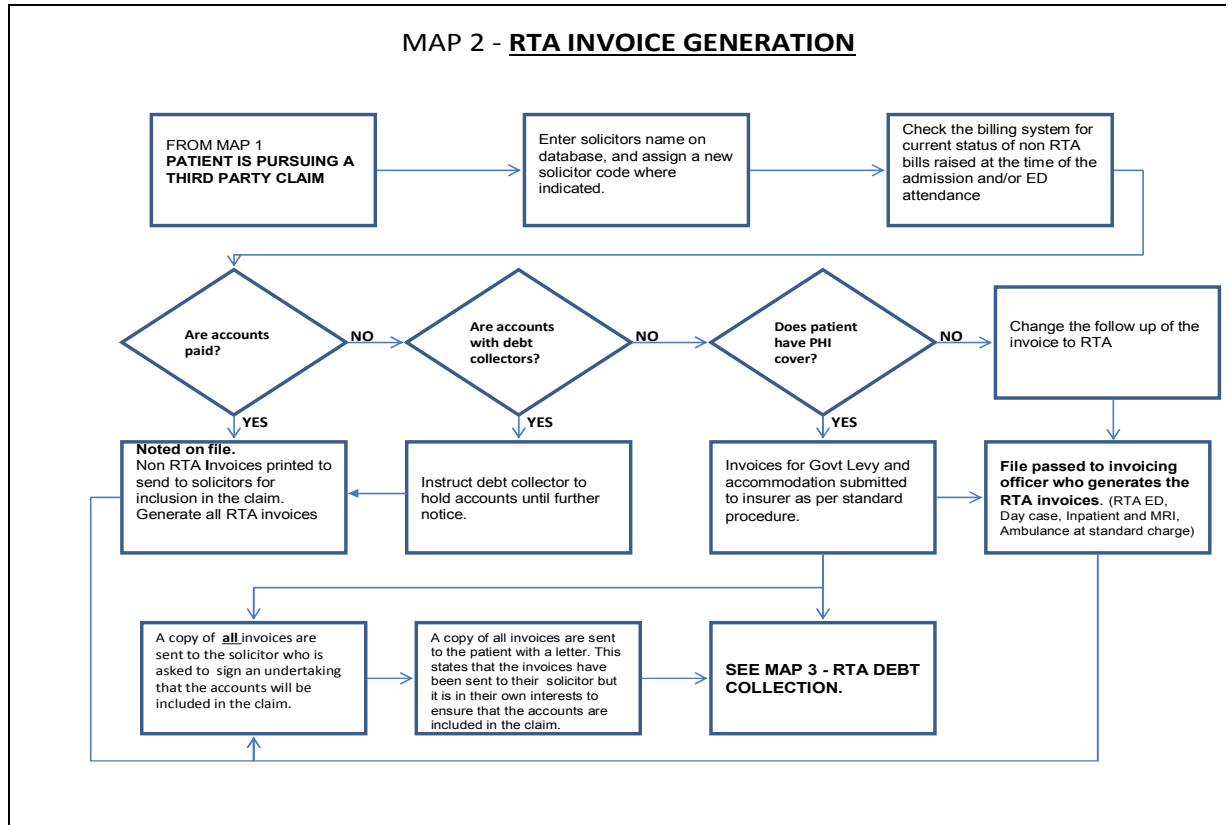 MAP 2 - RTA INVOICE GENERATION
FROM MAP 1
PATIENT IS PURSUING A
THIRD PARTY CLAIM
Enter solicitors name on
database, and assign a new
solicitor code where
indicated.
Check the billing system for
current status of non RTA
bills raised at the time of the
admission and/or ED
attendance
Are accounts
paid?
NO
Are accounts
with debt
collectors?
NO
Does patient
have PHI
cover?
NO
Change the follow up of the
invoice to RTA
YES
YES
YES
Noted on file.
Non RTA Invoices printed to
send to solicitors for
inclusion in the claim.
Generate all RTA invoices
Instruct debt collector to
hold accounts until further
notice.
Invoices for Govt Levy and
accommodation submitted
to insurer as per standard
procedure.
File passed to invoicing
officer who generates the
RTA invoices. (RTA ED,
Day case, Inpatient and MRI,
Ambulance at standard charge)
A copy of all invoices are
sent to the solicitor who is
asked to sign an undertaking
that the accounts will be
included in the claim.
A copy of all invoices are sent
to the patient with a letter. This
states that the invoices have
been sent to their solicitor but
it is in their own interests to
ensure that the accounts are
included in the claim.
SEE MAP 3 - RTA DEBT
COLLECTION.